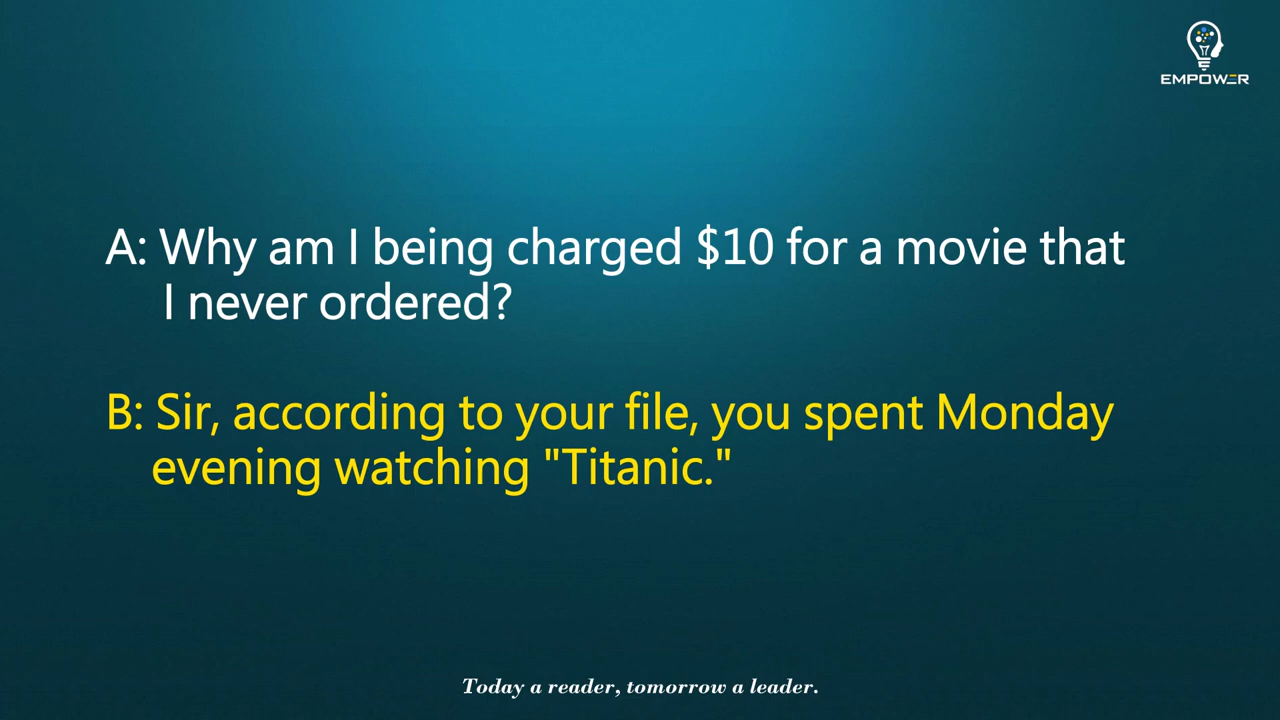 EMPOWER
A: Why am I being charged $10 for a movie that
I never ordered?
B: Sir, according to your file, you spent Monday
evening watching "Titanic."
Today a reader, tomorrow a leader.